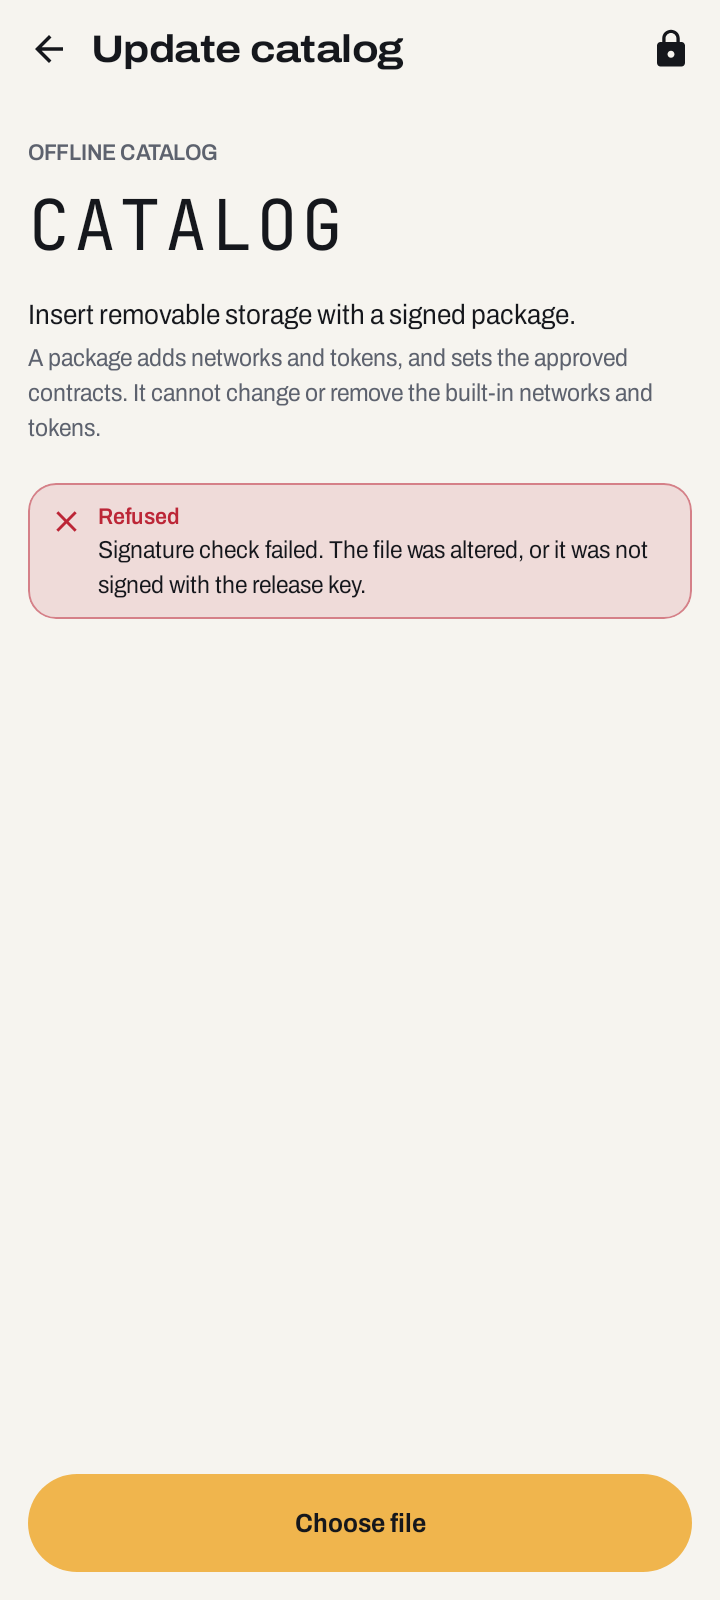 Update catalog
OFFLINE CATALOG
CATALOG
Insert removable storage with a signed package.
A package adds networks and tokens, and sets the approved
contracts. It cannot change or remove the built-in networks and
tokens.
Refused
Signature check failed. The file was altered, or it was not
signed with the release key.
Choose file